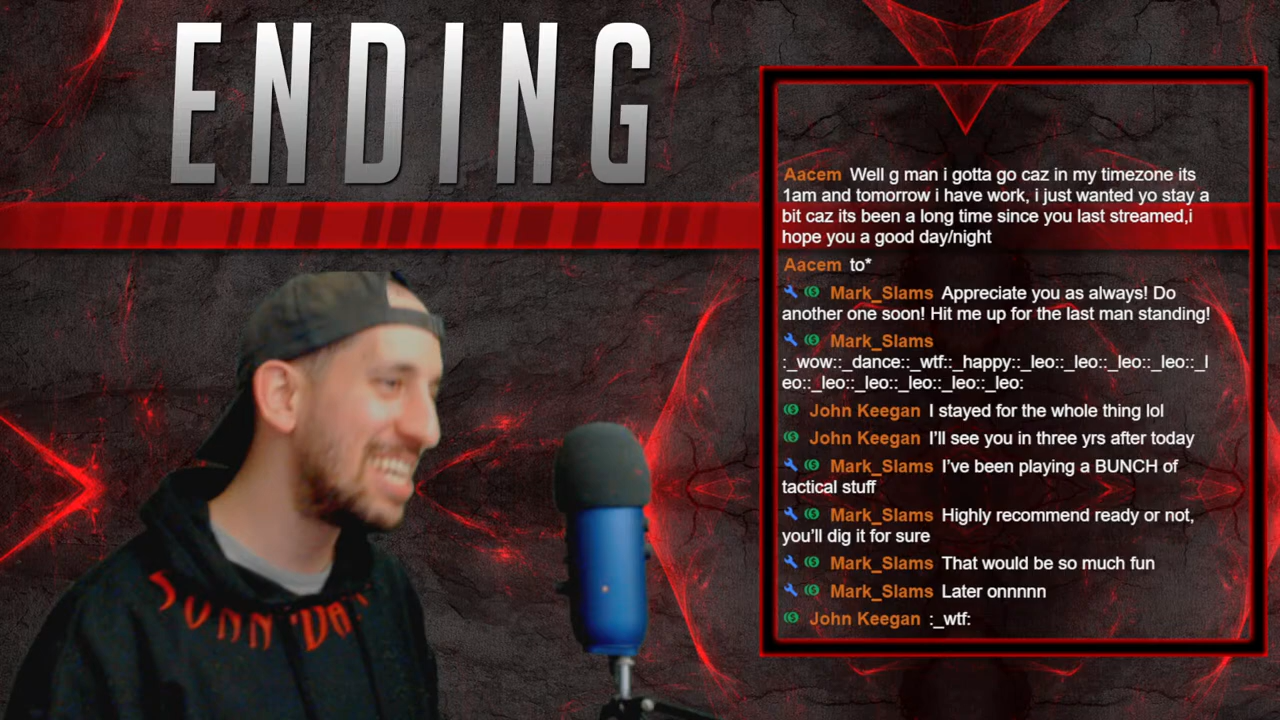 ENDING
Aacem Well g man i gotta go caz in my timezone its
1am and tomorrow i have work, i just wanted yo stay a
bit caz its been a long time since you last streamed,i
hope you a good day/night
Aacem to*
Mark_Slams Appreciate you as always! Do
another one soon! Hit me up for the last man standing!
Mark_Slams
:_wow::_dance::_wtf::_happy::_leo::_leo::_leo::_leo::_l
eo::_leo::_leo::_leo::_leo::_leo:
John Keegan I stayed for the whole thing lol
John Keegan I’ll see you in three yrs after today
Mark_Slams I’ve been playing a BUNCH of
tactical stuff
Mark_Slams Highly recommend ready or not,
you’ll dig it for sure
Mark_Slams That would be so much fun
Mark_Slams Later onnnnn
John Keegan :_wtf: